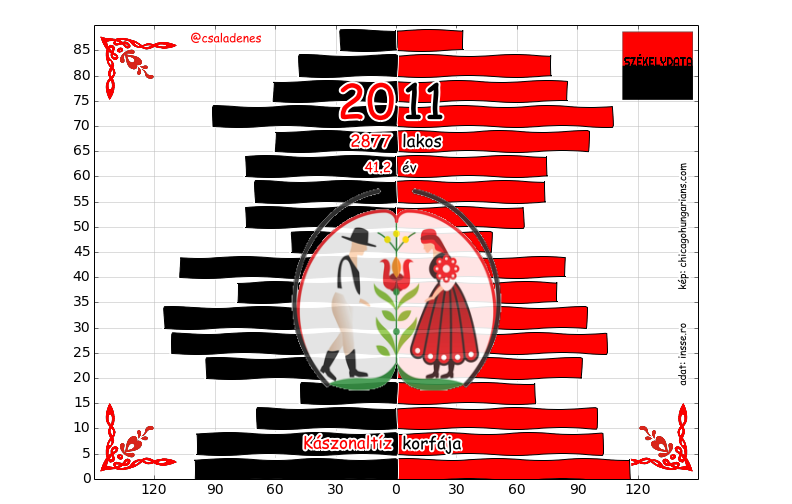 @csaladenes
SZÉKELYDATA
2011
2877 lakos
41,2 év
kép: chicagohungarians.com
adat: insse.ro
Kászonaltíz korfája
85
80
75
70
65
60
55
50
45
40
35
30
25
20
15
10
5
0
120 90 60 30 0 30 60 90 120